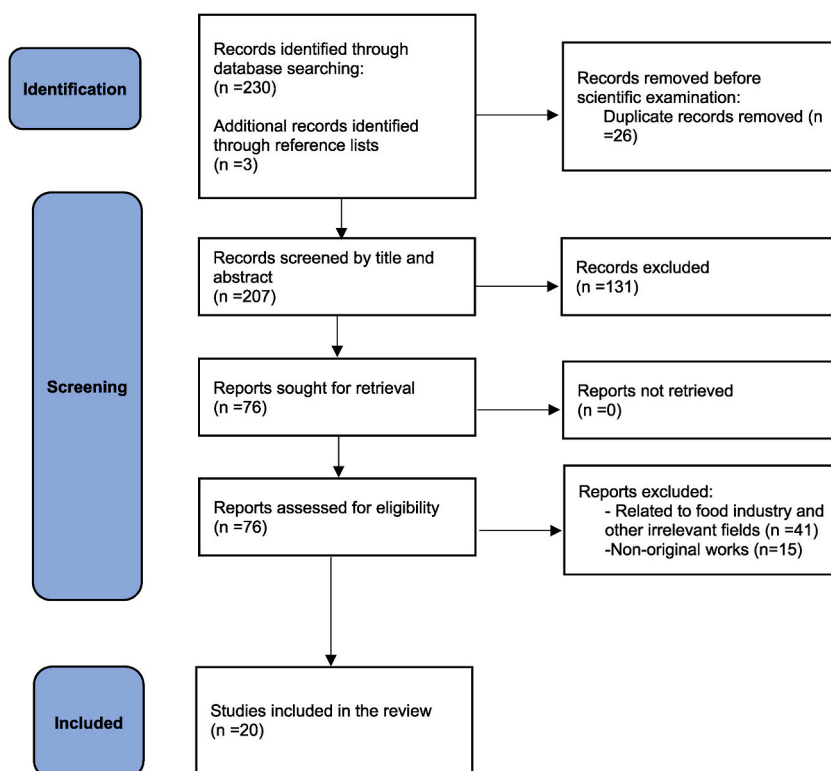 Identification
Records identified through
database searching:
(n =230)
Additional records identified
through reference lists
(n =3)
Records removed before
scientific examination:
Duplicate records removed (n
=26)
Screening
Records screened by title and
abstract
(n =207)
Records excluded
(n =131)
Reports sought for retrieval
(n =76)
Reports not retrieved
(n =0)
Reports assessed for eligibility
(n =76)
Reports excluded:
- Related to food industry and
other irrelevant fields (n =41)
-Non-original works (n=15)
Included
Studies included in the review
(n =20)